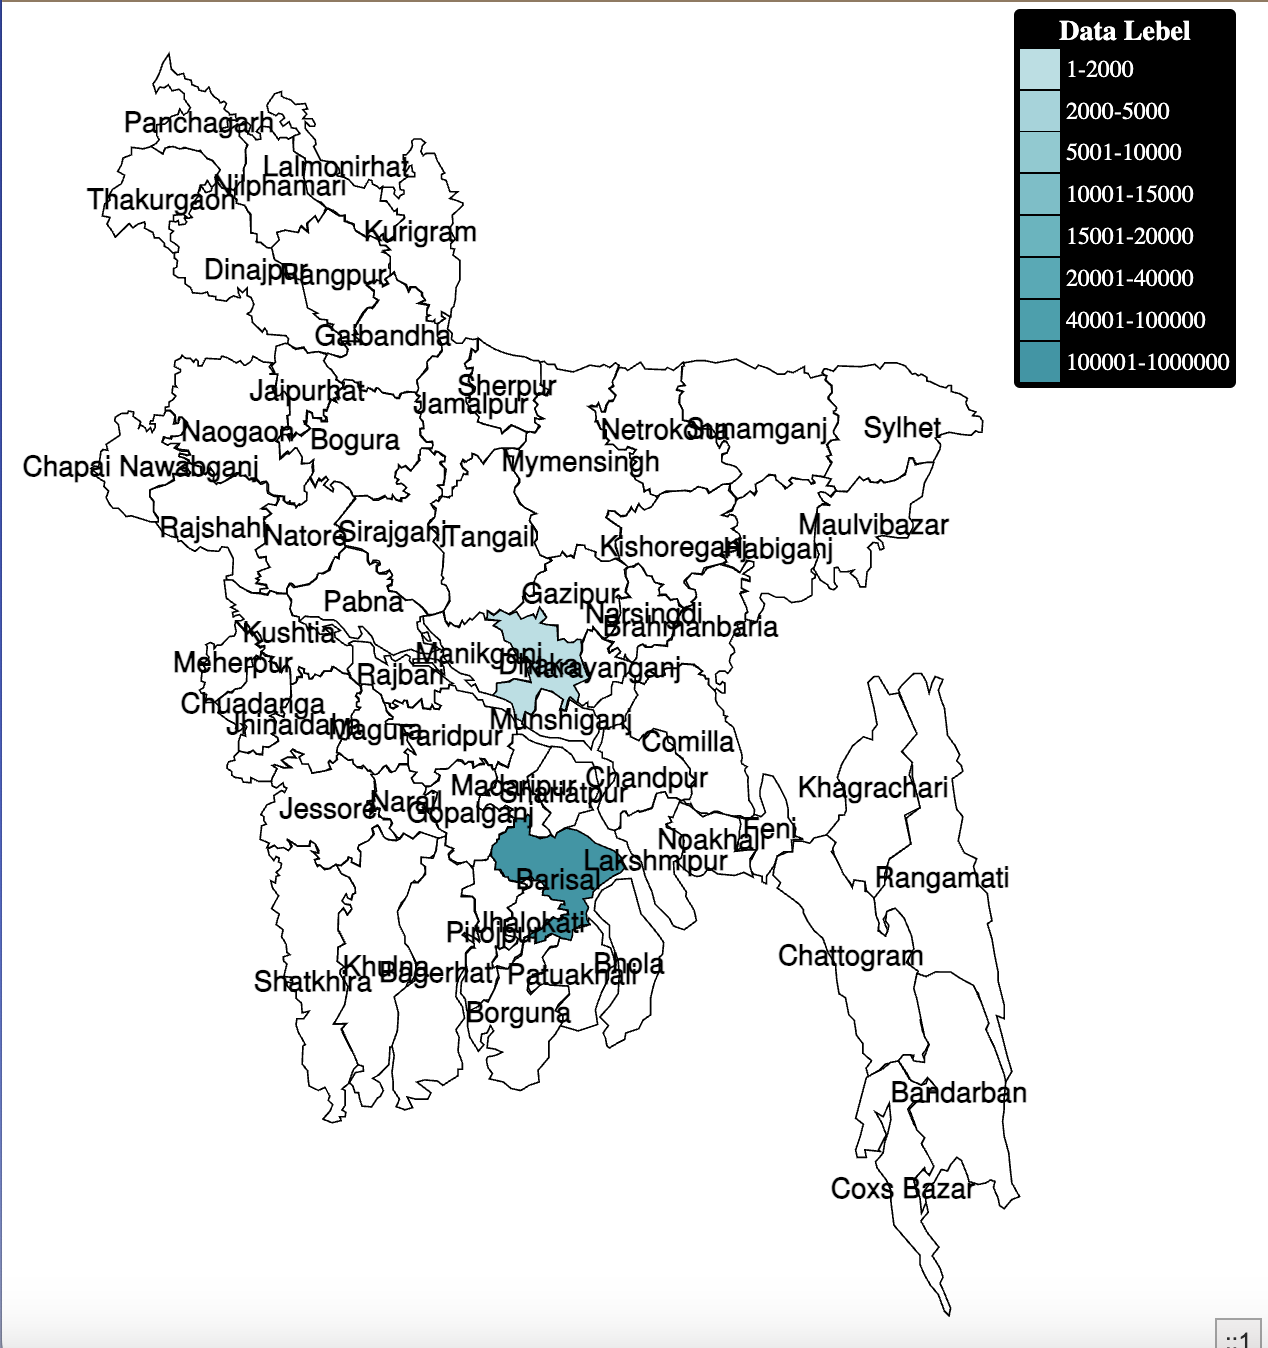 Data Lebel
1-2000
2000-5000
5001-10000
10001-15000
15001-20000
20001-40000
40001-100000
100001-1000000
Panchagarh
Lalmonirhat
Nilphamari
Thakurgaon
Kurigram
Dinajpur
Rangpur
Gaibandha
Jaipurhat
Sherpur
Jamalpur
Naogaon
Bogura
Netrokona
Sunamganj
Sylhet
Chapai Nawabganj
Mymensingh
Rajshahi
Natore
Sirajganj
Tangail
Kishoreganj
Habiganj
Maulvibazar
Pabna
Gazipur
Narsingdi
Brahmanbaria
Kushtia
Meherpur
Manikganj
Dhaka
Narayanganj
Rajbari
Chuadanga
Jhinaidaha
Magura
Faridpur
Munshiganj
Comilla
Madaripur
Shariatpur
Chandpur
Khagrachari
Jessore
Narail
Gopalganj
Noakhali
Feni
Lakshmipur
Barisal
Rangamati
Jhalokati
Pirojpur
Chattogram
Shatkhira
Khulna
Bagerhat
Patuakhali
Bhola
Borguna
Bandarban
Coxs Bazar
::1